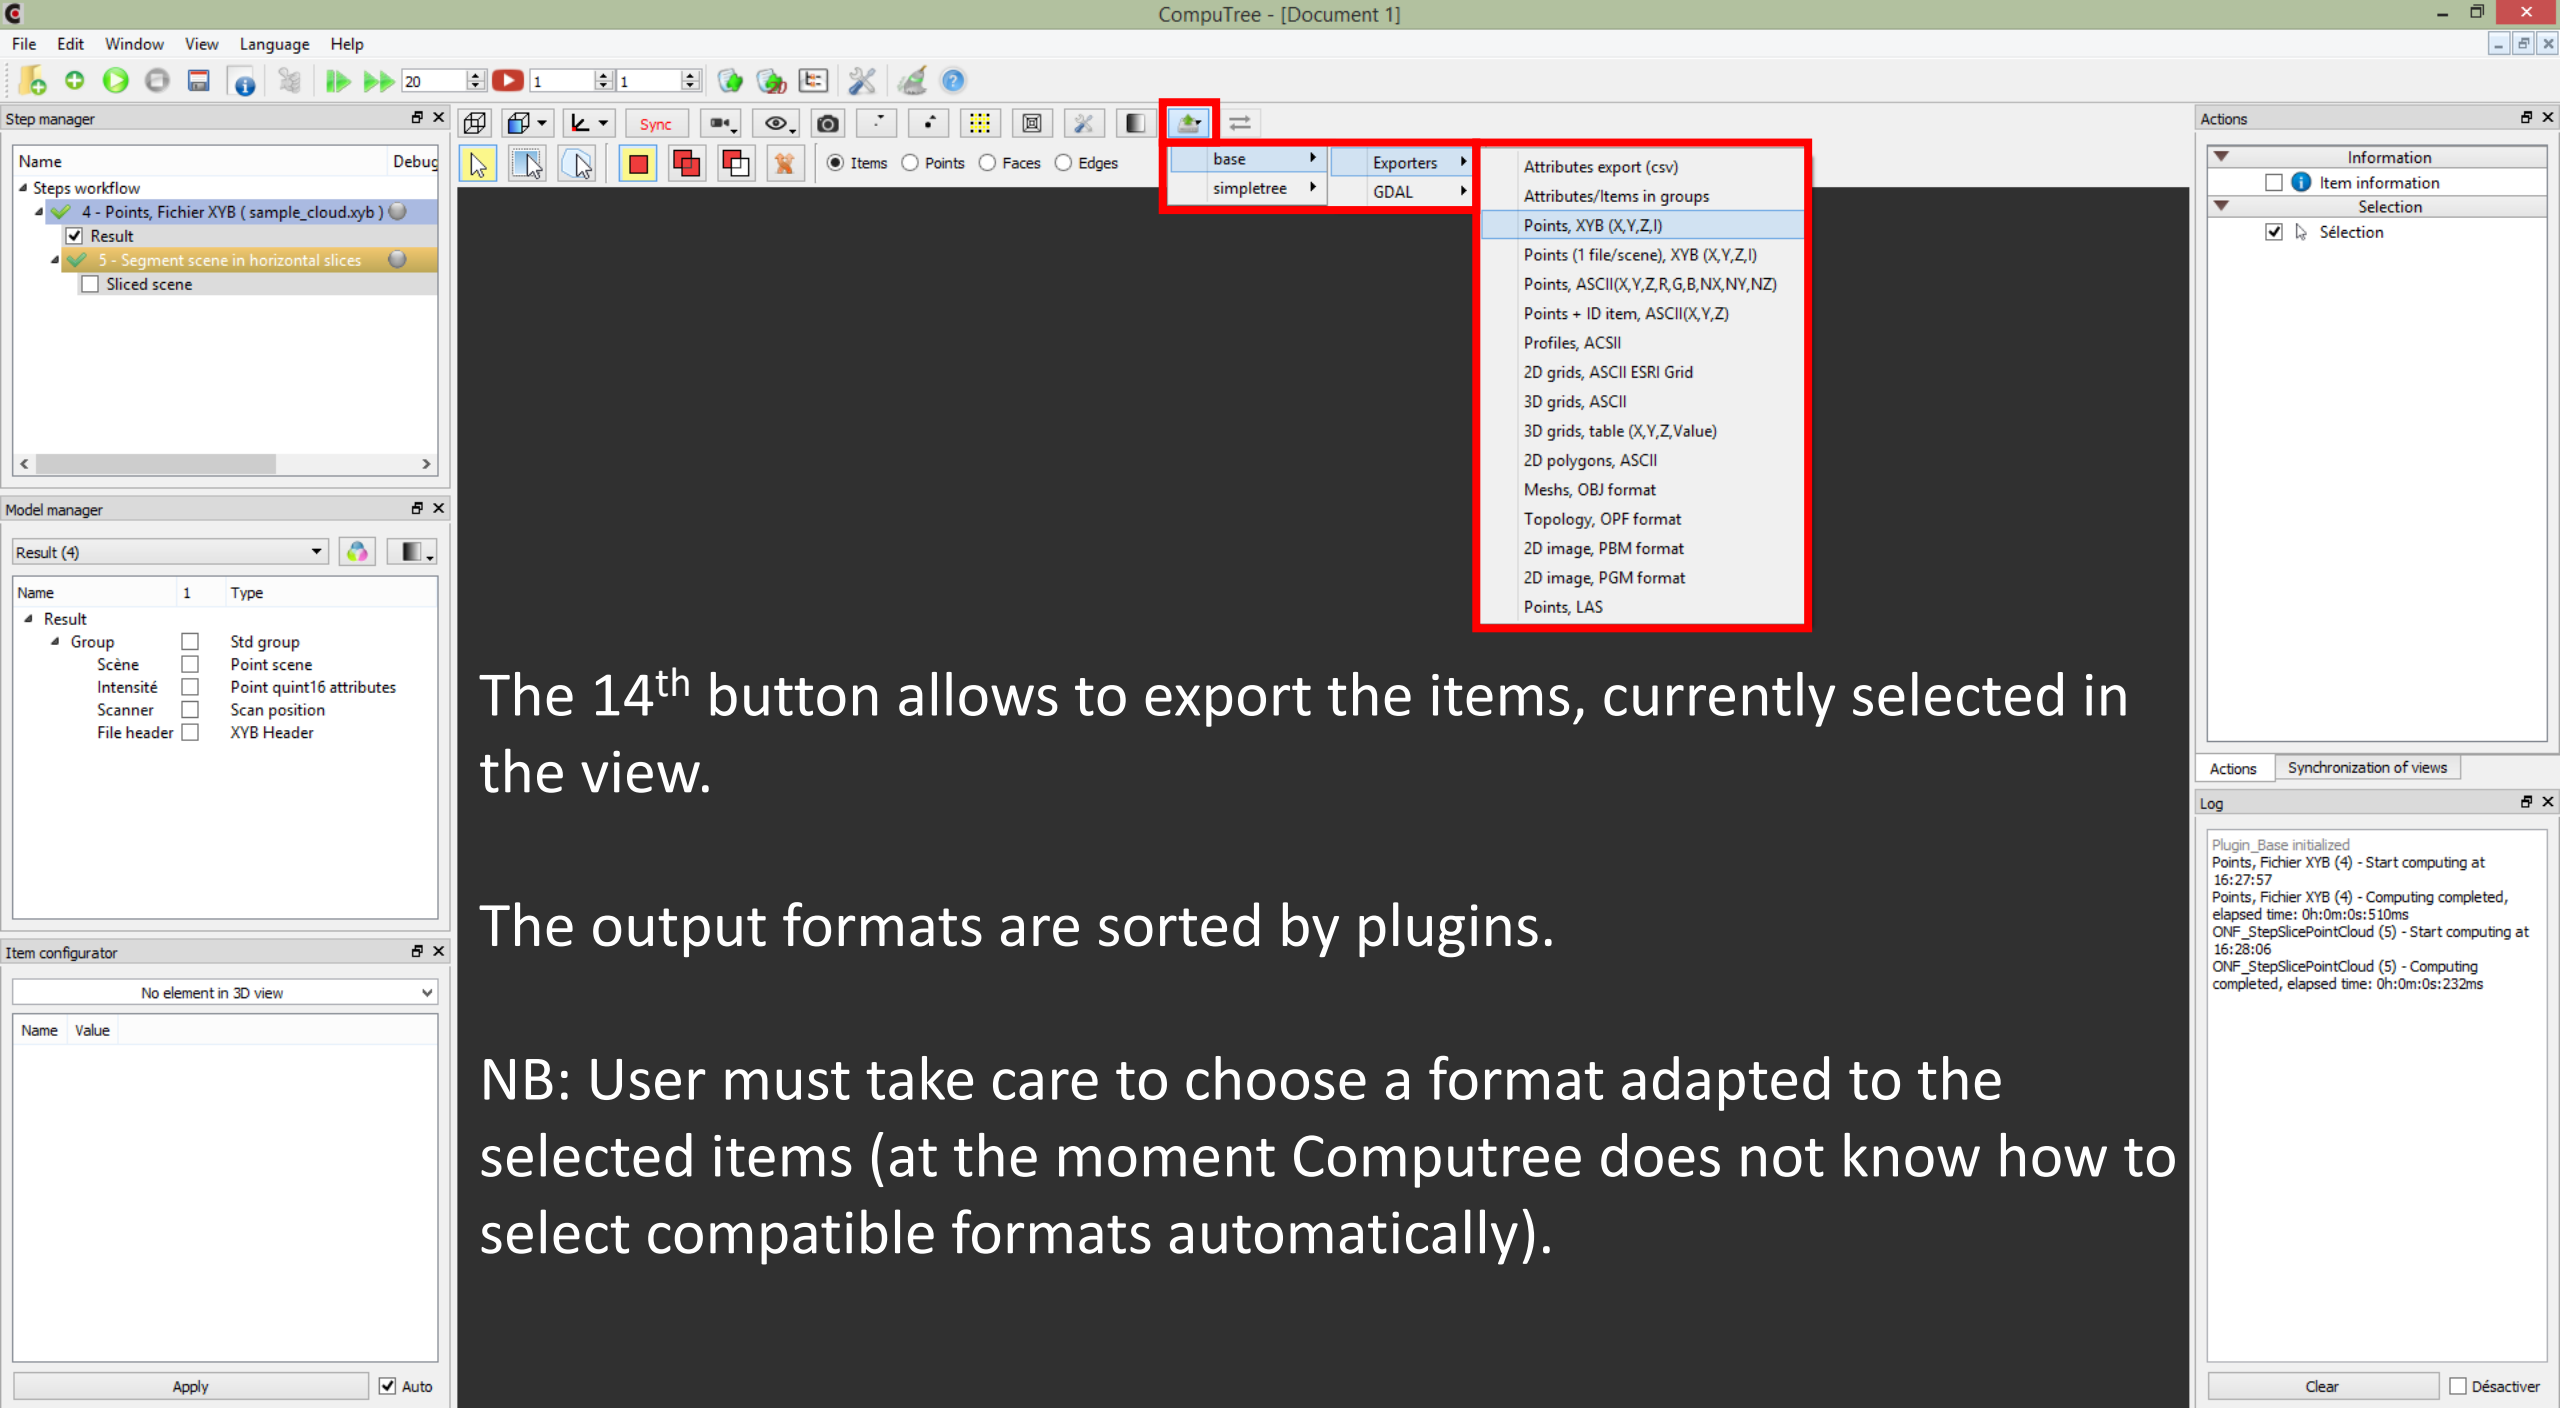 CompuTree - [Document 1]
File Edit Window View Language Help
20 1 1 2D
Step manager
Name Debug
Steps workflow
4 - Points, Fichier XYB ( sample_cloud.xyb )
Result
5 - Segment scene in horizontal slices
Sliced scene
Model manager
Result (4)
Name 1 Type
Result
Group Std group
Scène Point scene
Intensité Point quint16 attributes
Scanner Scan position
File header XYB Header
Item configurator
No element in 3D view
Name Value
Apply Auto
Sync
Items Points Faces Edges
base
simpletree
Exporters
GDAL
Attributes export (csv)
Attributes/Items in groups
Points, XYB (X,Y,Z,I)
Points (1 file/scene), XYB (X,Y,Z,I)
Points, ASCII(X,Y,Z,R,G,B,NX,NY,NZ)
Points + ID item, ASCII(X,Y,Z)
Profiles, ACSII
2D grids, ASCII ESRI Grid
3D grids, ASCII
3D grids, table (X,Y,Z,Value)
2D polygons, ASCII
Meshs, OBJ format
Topology, OPF format
2D image, PBM format
2D image, PGM format
Points, LAS
The 14th button allows to export the items, currently selected in
the view.
The output formats are sorted by plugins.
NB: User must take care to choose a format adapted to the
selected items (at the moment Computree does not know how to
select compatible formats automatically).
Actions
Information
Item information
Selection
Sélection
Actions Synchronization of views
Log
Plugin_Base initialized
Points, Fichier XYB (4) - Start computing at
16:27:57
Points, Fichier XYB (4) - Computing completed,
elapsed time: 0h:0m:0s:510ms
ONF_StepSlicePointCloud (5) - Start computing at
16:28:06
ONF_StepSlicePointCloud (5) - Computing
completed, elapsed time: 0h:0m:0s:232ms
Clear Désactiver